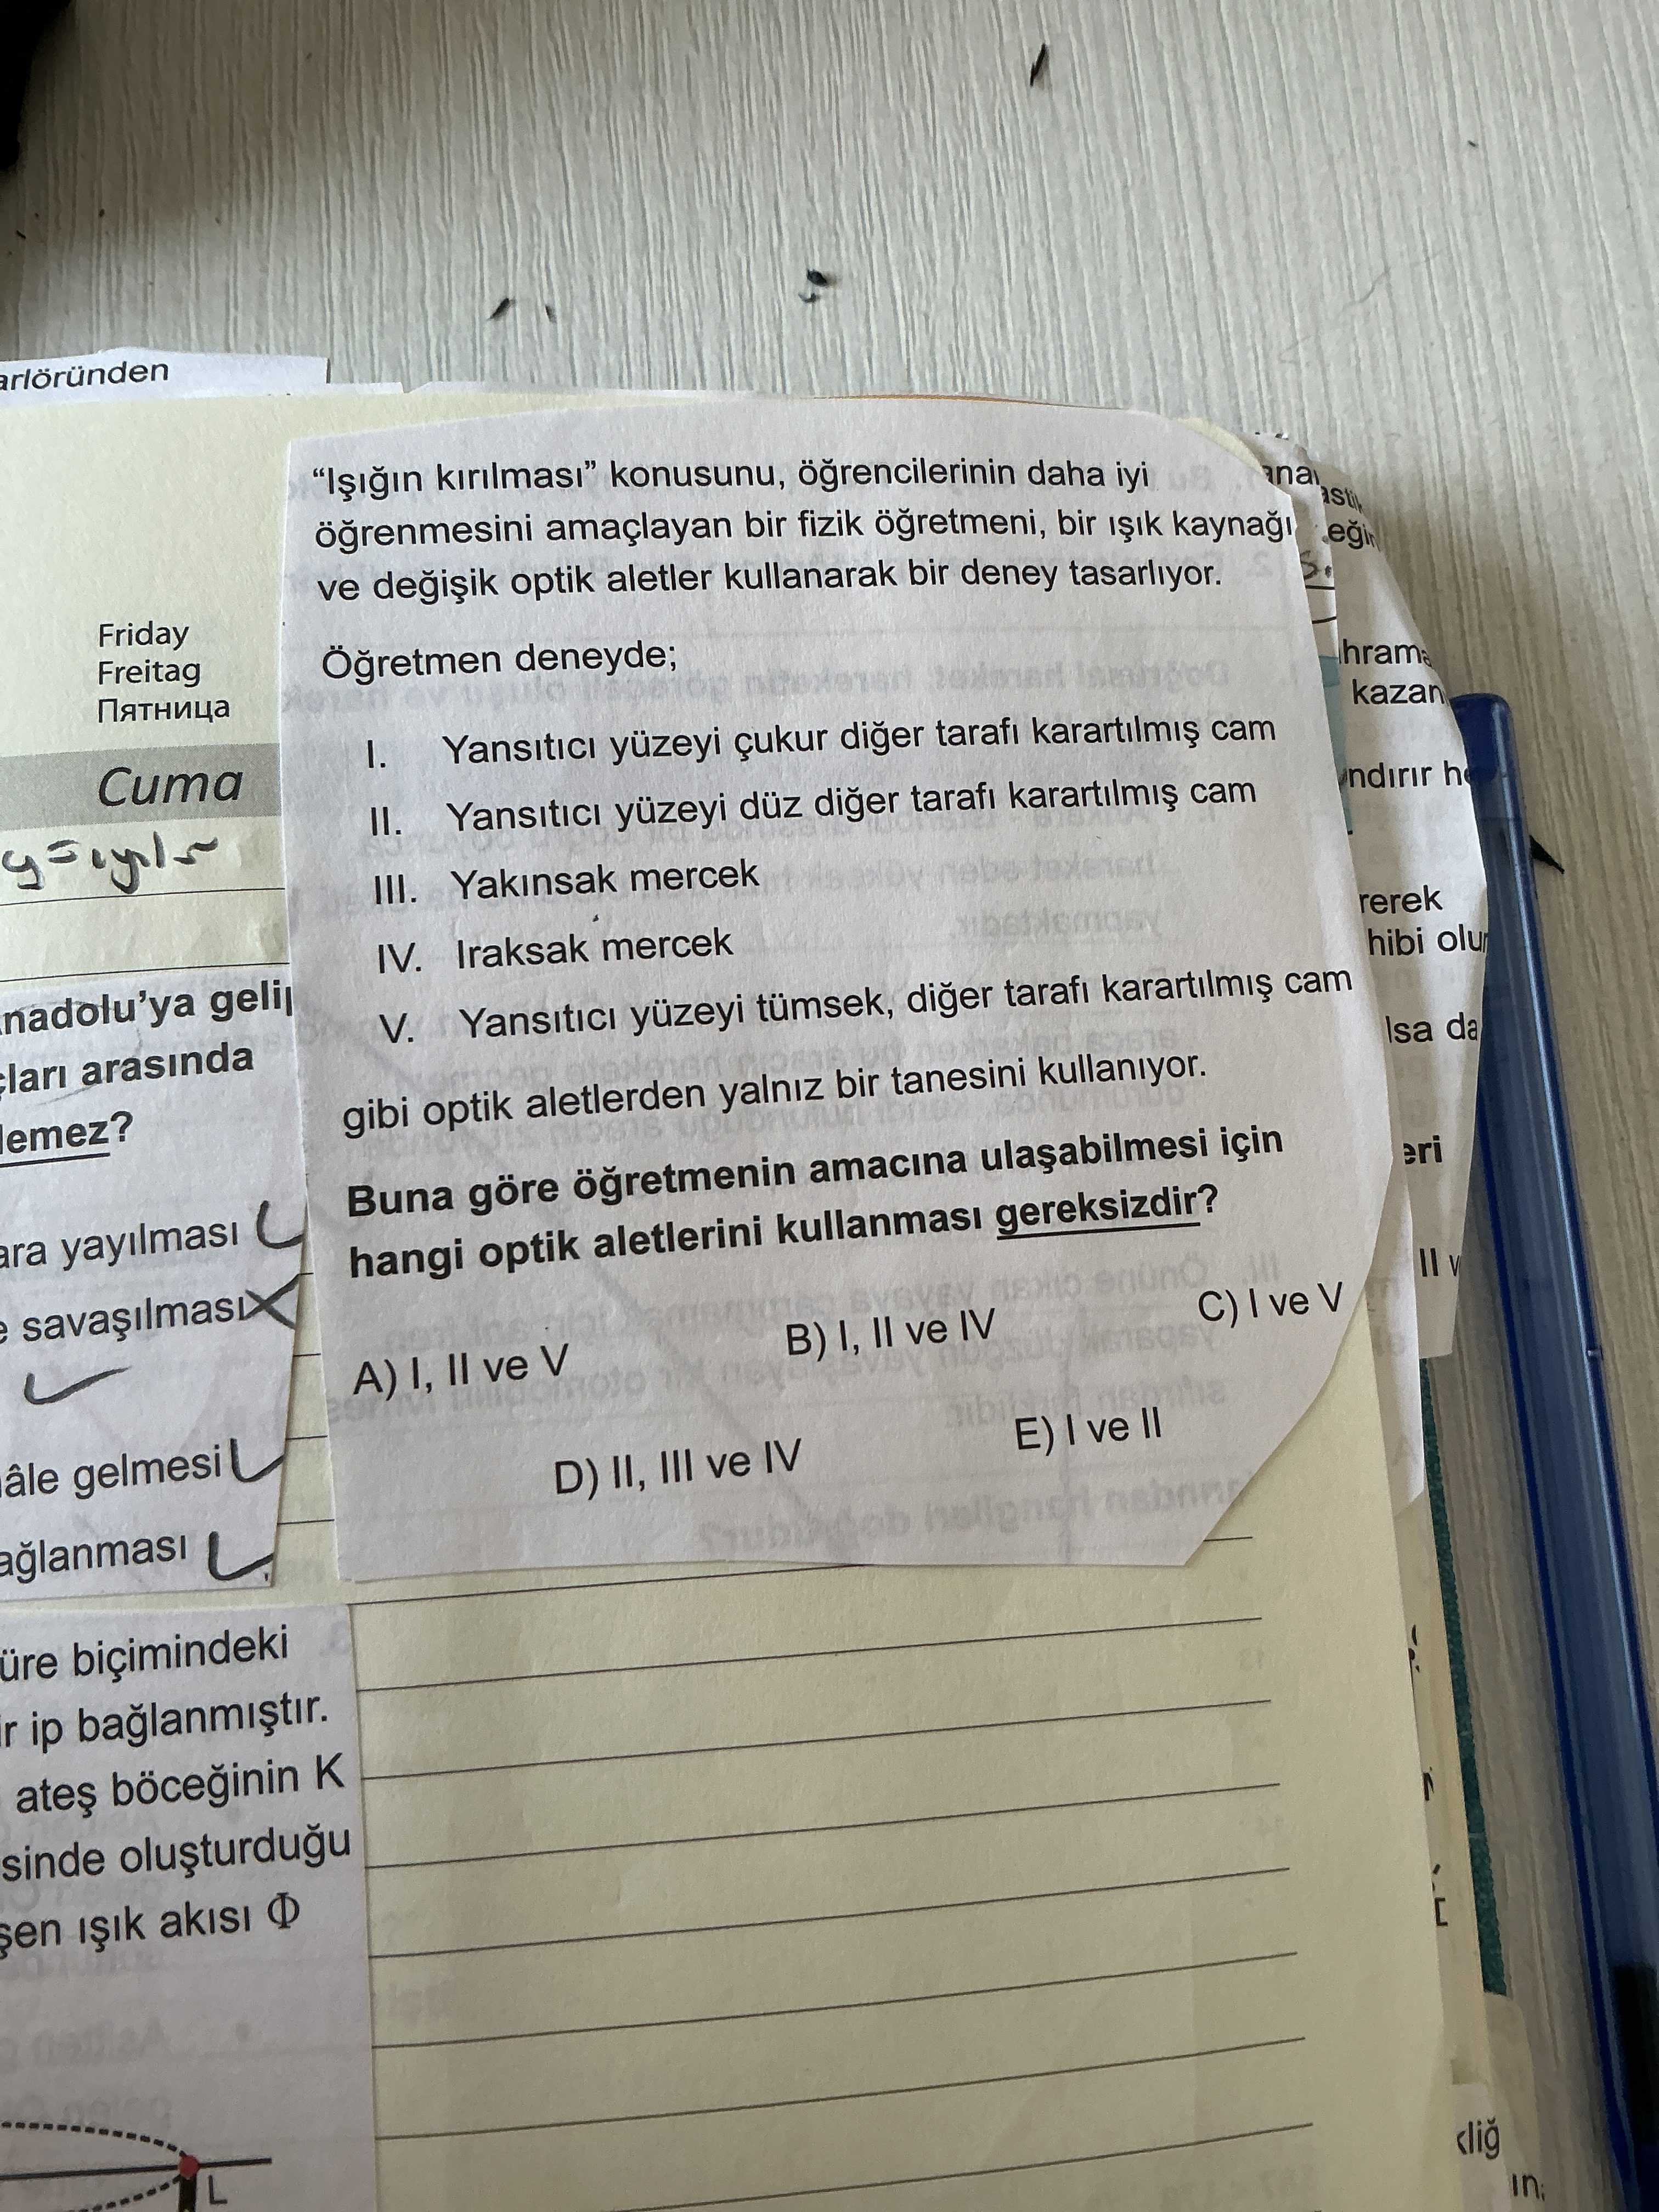 arlöründen
Friday
Freitag
Пятница
Cuma
nadolu'ya gelip
ları arasında
emez?
ara yayılması
savaşılması
âle gelmesi
ağlanması
üre biçimindeki
r ip bağlanmıştır.
ateş böceğinin K
sinde oluşturduğu
şen ışık akısı Φ
L
"Işığın kırılması" konusunu, öğrencilerinin daha iyi
öğrenmesini amaçlayan bir fizik öğretmeni, bir ışık kaynağı
ve değişik optik aletler kullanarak bir deney tasarlıyor.
Öğretmen deneyde;
I. Yansıtıcı yüzeyi çukur diğer tarafı karartılmış cam
II. Yansıtıcı yüzeyi düz diğer tarafı karartılmış cam
III. Yakınsak mercek
IV. Iraksak mercek
V. Yansıtıcı yüzeyi tümsek, diğer tarafı karartılmış cam
gibi optik aletlerden yalnız bir tanesini kullanıyor.
Buna göre öğretmenin amacına ulaşabilmesi için
hangi optik aletlerini kullanması gereksizdir?
A) I, II ve V
B) I, II ve IV
C) I ve V
D) II, III ve IV
E) I ve II
kazan
ndırır
rerek
hibi
lsa da
eri
II